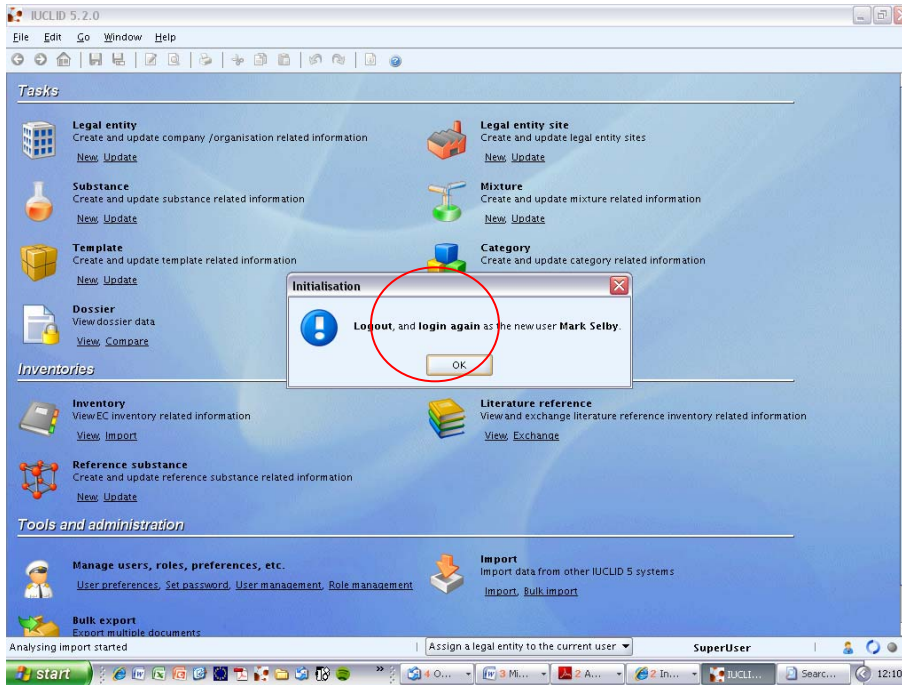 IUCLID 5.2.0
File Edit Go Window Help
Tasks
Legal entity
Create and update company /organisation related information
New, Update
Legal entity site
Create and update legal entity sites
New, Update
Substance
Create and update substance related information
New, Update
Mixture
Create and update mixture related information
New, Update
Template
Create and update template related information
New, Update
Category
Create and update category related information
Dossier
View dossier data
View, Compare
Initialisation
Logout, and login again as the new user Mark Selby.
OK
Inventories
Inventory
View EC inventory related information
View, Import
Literature reference
View and exchange literature reference inventory related information
View, Exchange
Reference substance
Create and update reference substance related information
New, Update
Tools and administration
Manage users, roles, preferences, etc.
User preferences, Set password, User management, Role management
Import
Import data from other IUCLID 5 systems
Import, Bulk import
Bulk export
Export multiple documents
Analysing import started Assign a legal entity to the current user SuperUser
start 4 O... 3 Mi... 2 A... 2 In... IUCLI... Searc... 12:10